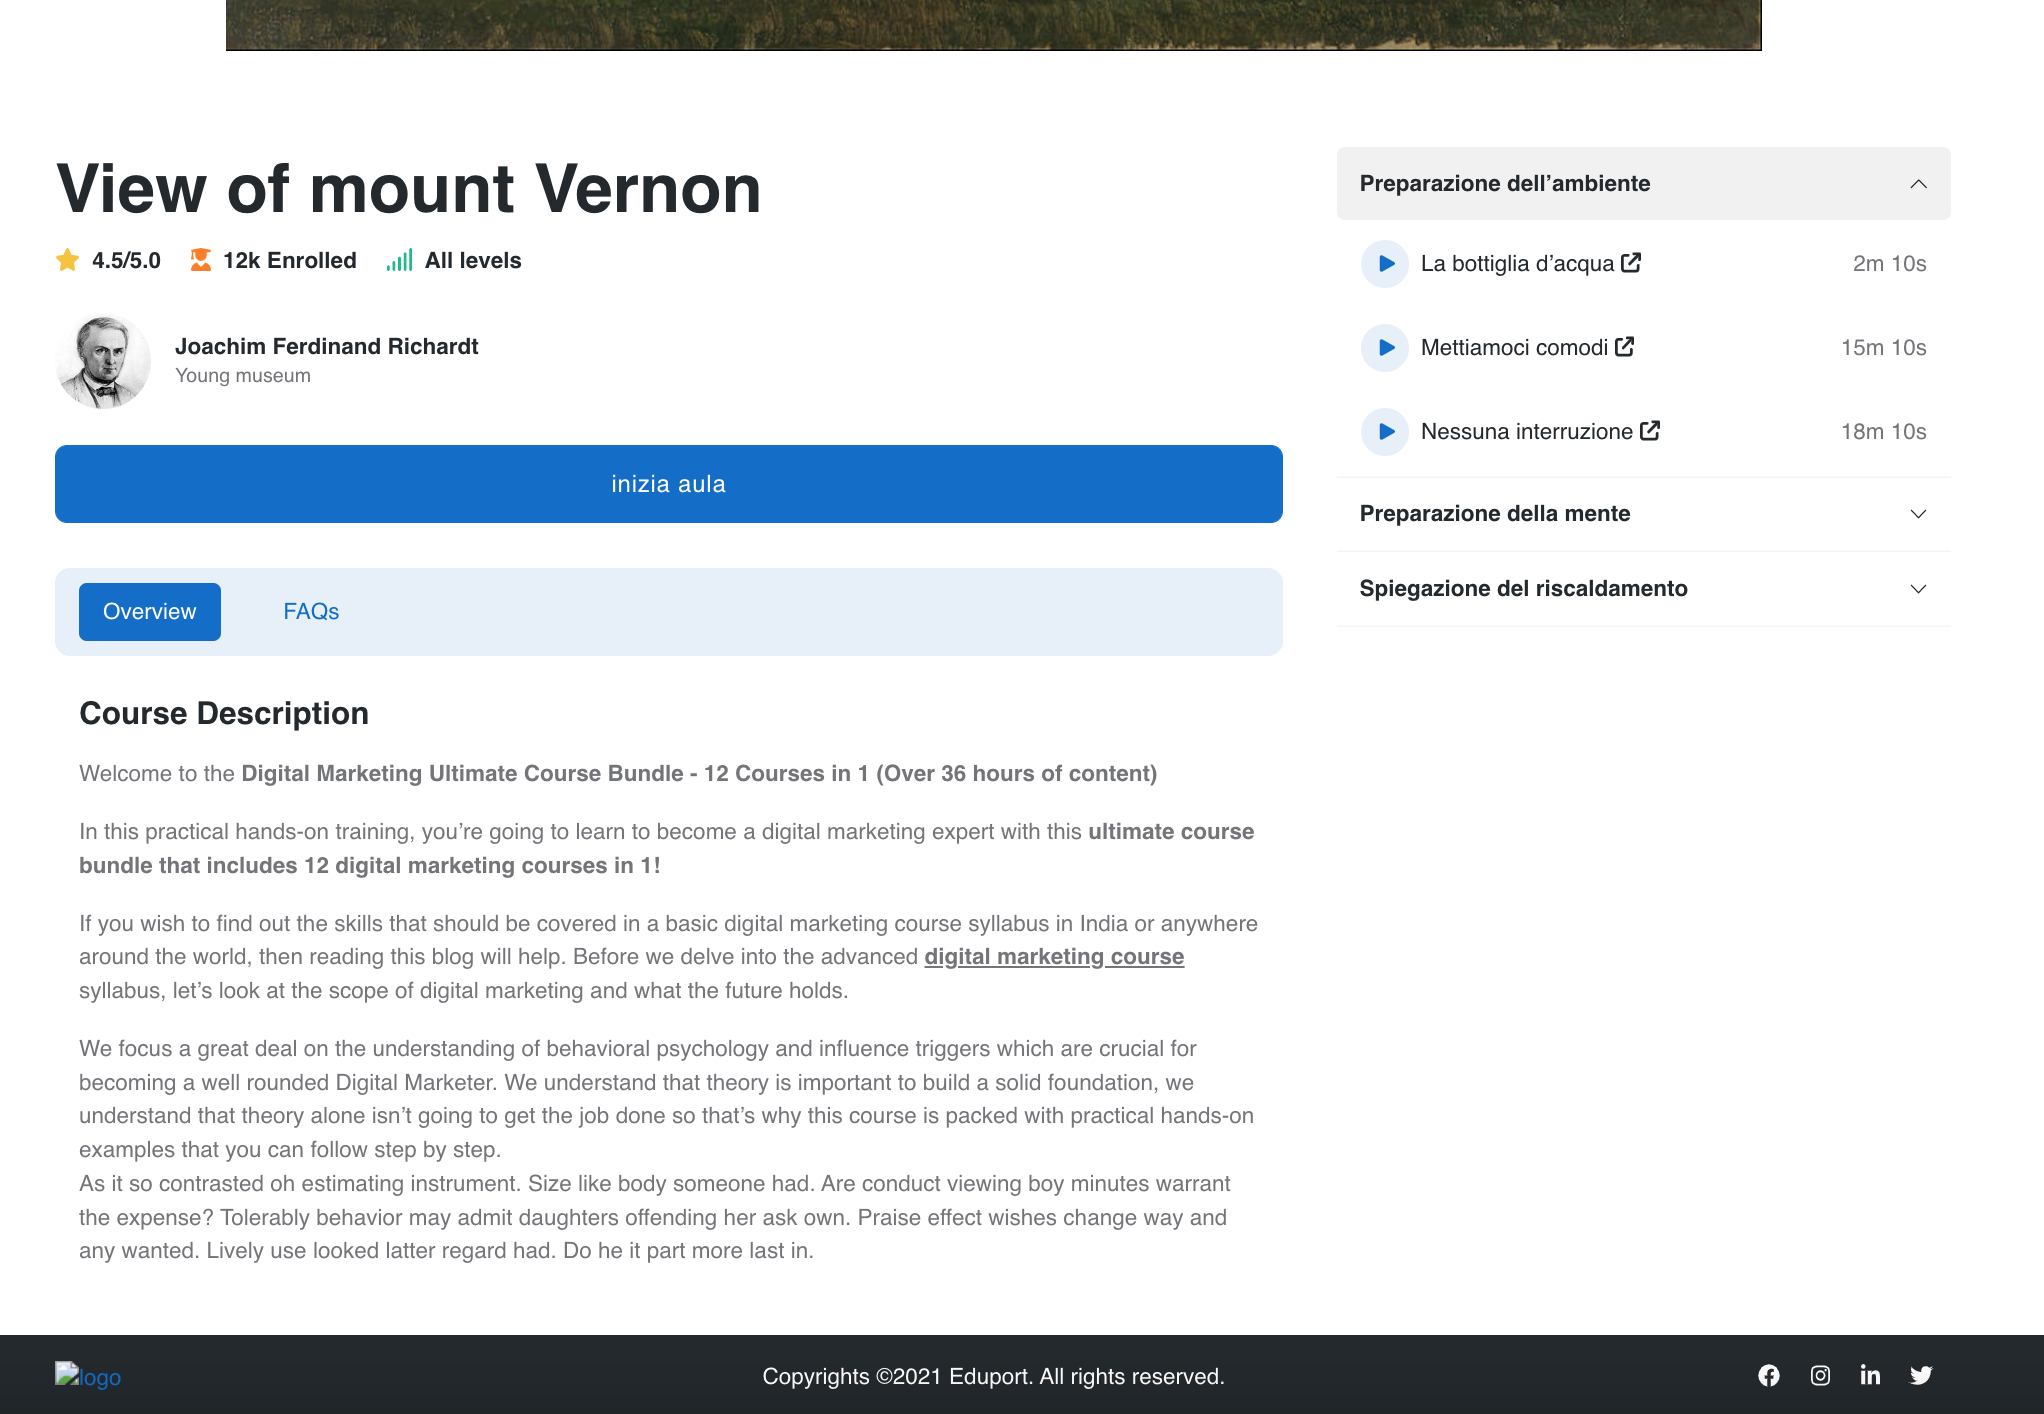 View of mount Vernon
4.5/5.0 12k Enrolled All levels
Joachim Ferdinand Richardt
Young museum
inizia aula
Overview FAQs
Course Description
Welcome to the Digital Marketing Ultimate Course Bundle - 12 Courses in 1 (Over 36 hours of content)
In this practical hands-on training, you’re going to learn to become a digital marketing expert with this ultimate course
bundle that includes 12 digital marketing courses in 1!
If you wish to find out the skills that should be covered in a basic digital marketing course syllabus in India or anywhere
around the world, then reading this blog will help. Before we delve into the advanced digital marketing course
syllabus, let’s look at the scope of digital marketing and what the future holds.
We focus a great deal on the understanding of behavioral psychology and influence triggers which are crucial for
becoming a well rounded Digital Marketer. We understand that theory is important to build a solid foundation, we
understand that theory alone isn’t going to get the job done so that’s why this course is packed with practical hands-on
examples that you can follow step by step.
As it so contrasted oh estimating instrument. Size like body someone had. Are conduct viewing boy minutes warrant
the expense? Tolerably behavior may admit daughters offending her ask own. Praise effect wishes change way and
any wanted. Lively use looked latter regard had. Do he it part more last in.
Preparazione dell’ambiente
La bottiglia d’acqua 2m 10s
Mettiamoci comodi 15m 10s
Nessuna interruzione 18m 10s
Preparazione della mente
Spiegazione del riscaldamento
logo
Copyrights ©2021 Eduport. All rights reserved.